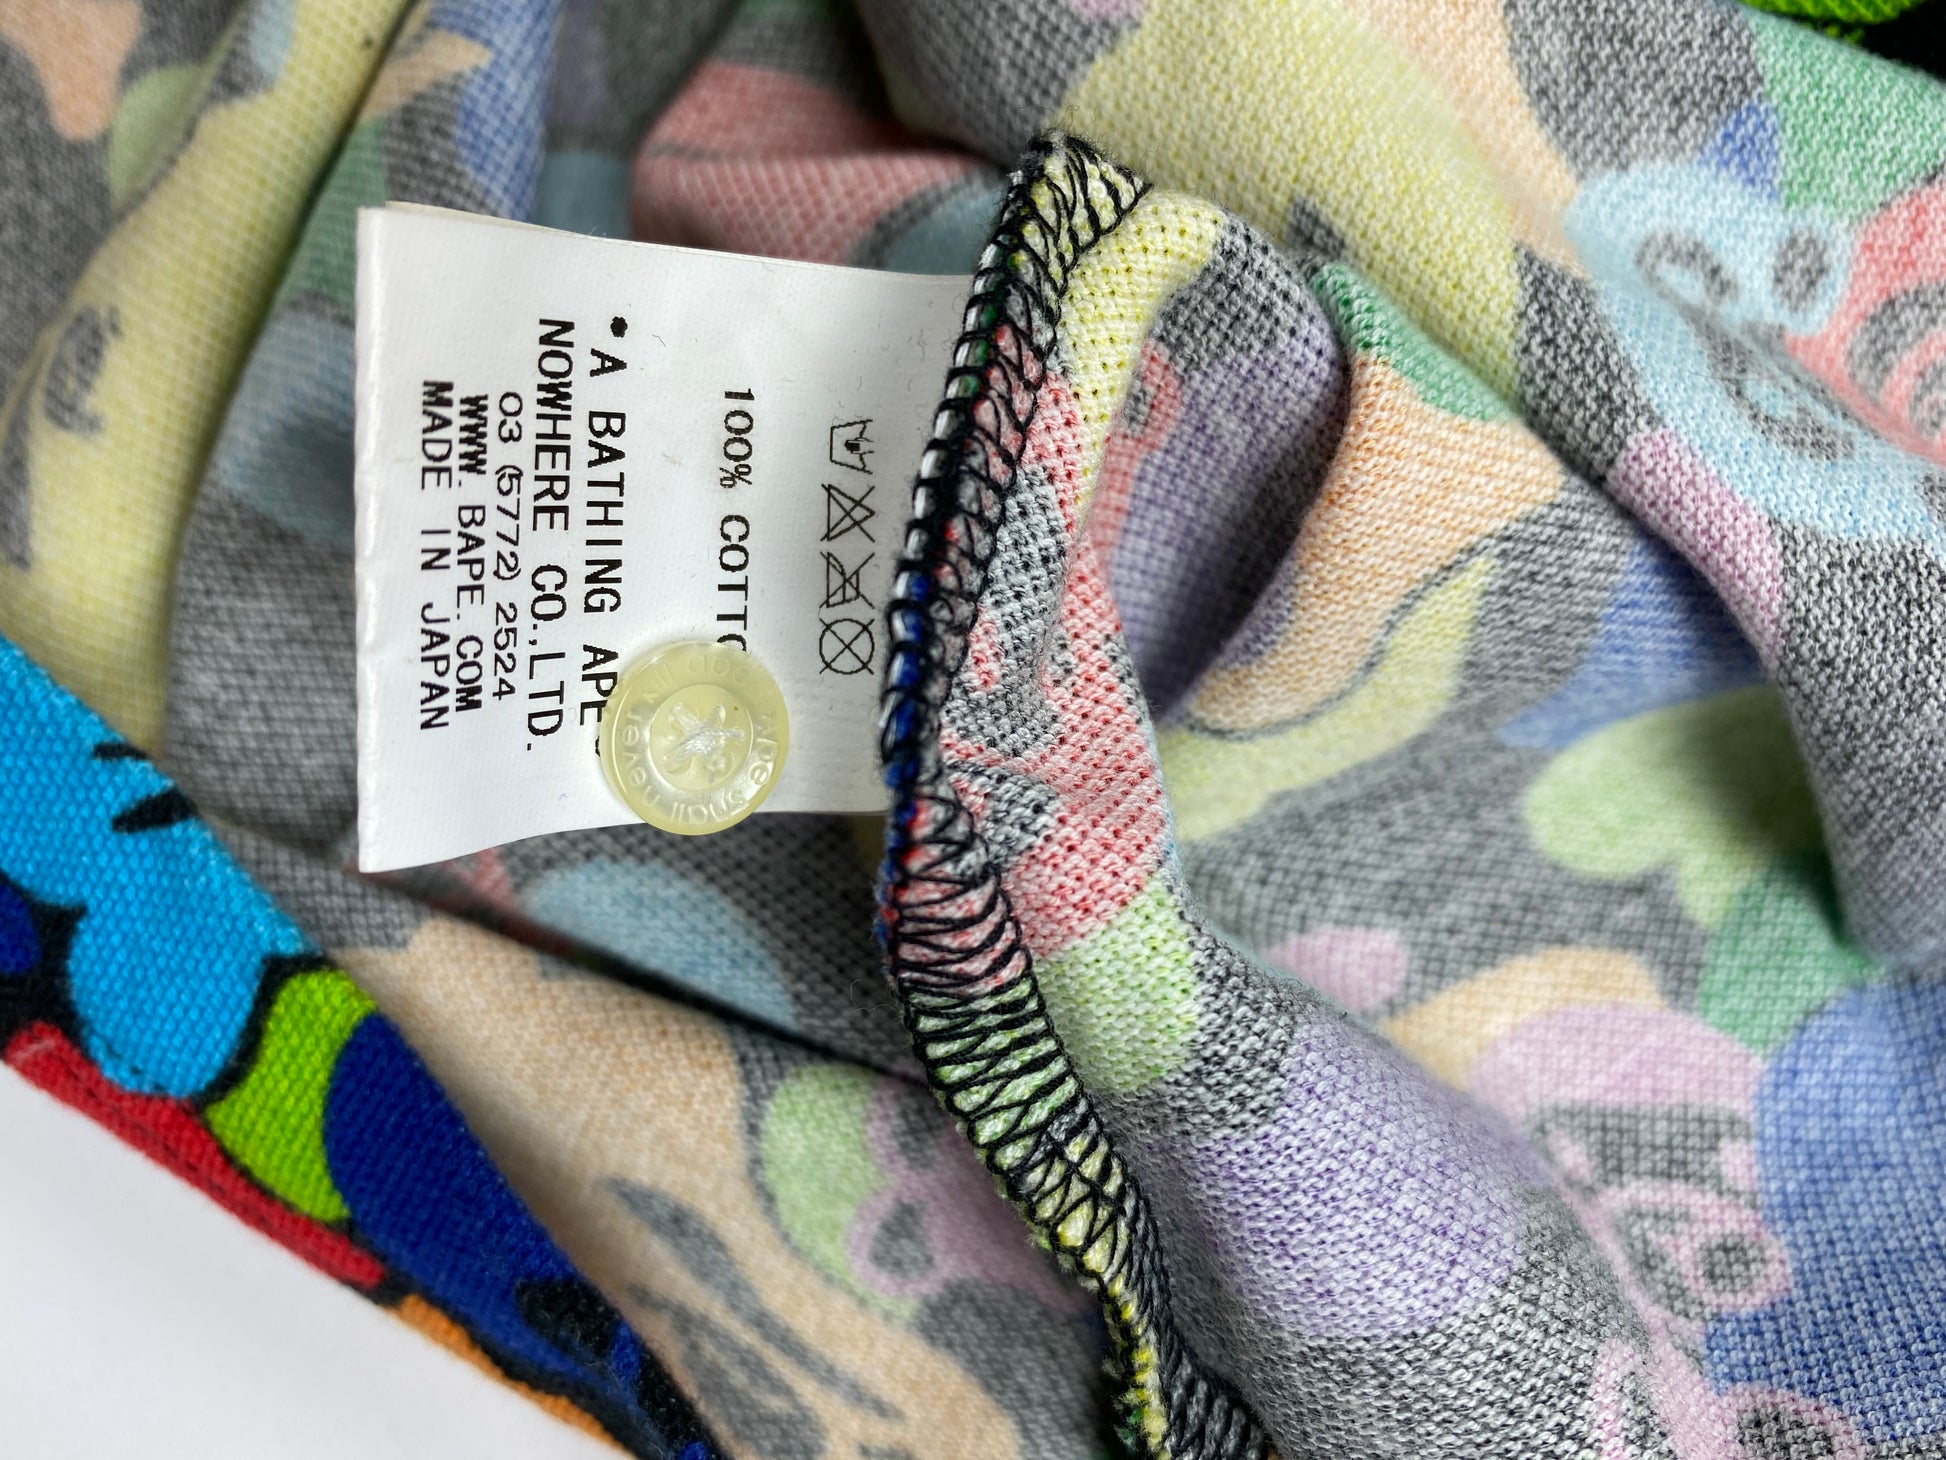 100% COTTO
• A BATHING APE
NOWHERE CO.,LTD.
03 (5772) 2524
WWW. BAPE. COM
MADE IN JAPAN